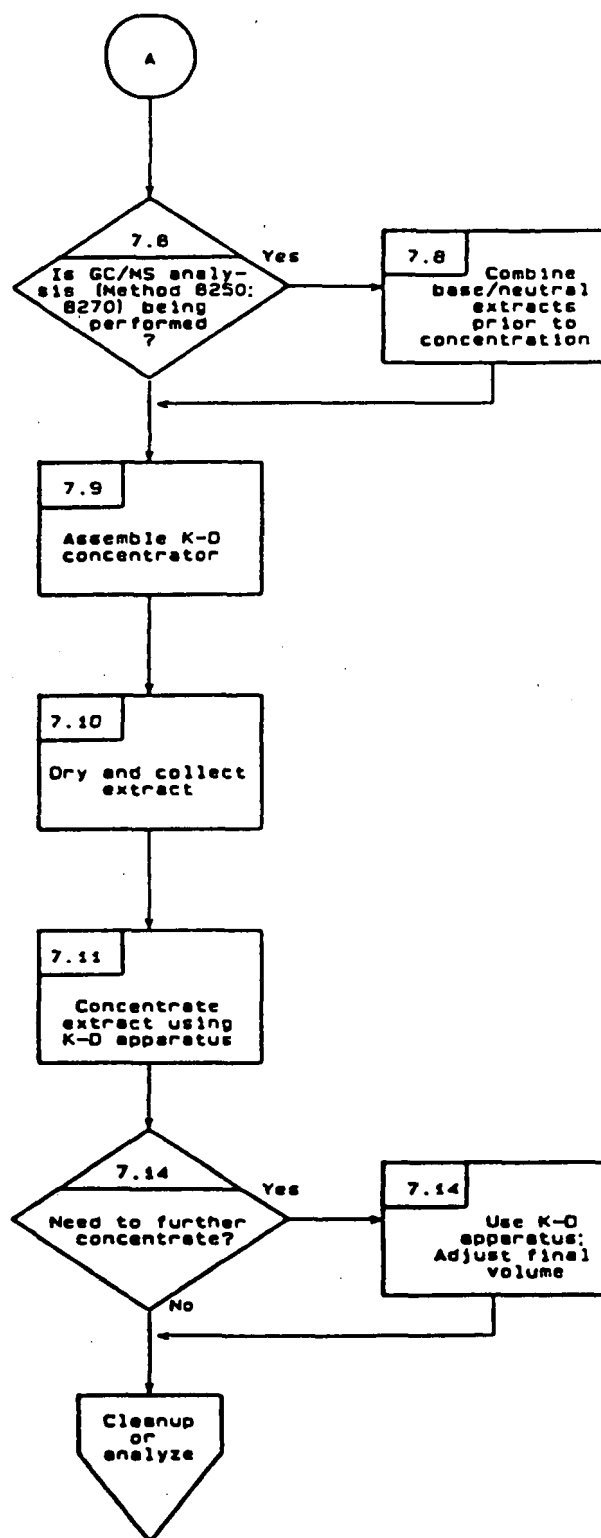 A
7.8
Is GC/MS analy-
sis (Method 8250;
8270) being
performed
?
Yes
7.8
Combine
base/neutral
extracts
prior to
concentration
7.9
Assemble K-D
concentrator
7.10
Dry and collect
extract
7.11
Concentrate
extract using
K-D apparatus
7.14
Need to further
concentrate?
Yes
7.14
Use K-D
apparatus;
Adjust final
volume
No
Cleanup
or
analyze